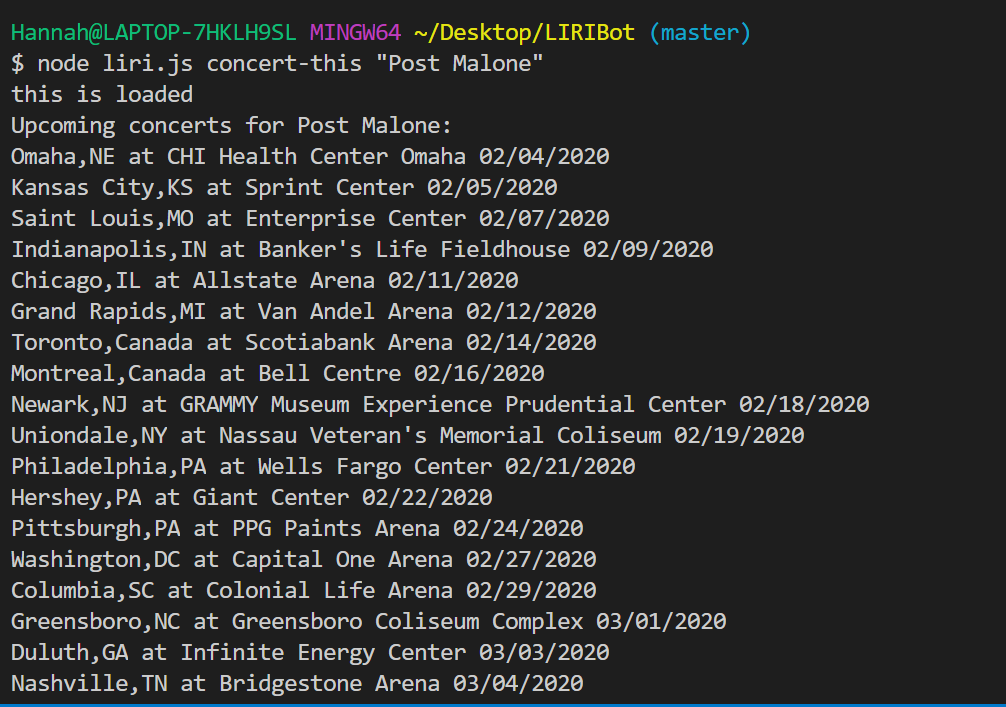 Hannah@LAPTOP-7HKLH9SL MINGW64 ~/Desktop/LIRIBot (master)
$ node liri.js concert-this "Post Malone"
this is loaded
Upcoming concerts for Post Malone:
Omaha,NE at CHI Health Center Omaha 02/04/2020
Kansas City,KS at Sprint Center 02/05/2020
Saint Louis,MO at Enterprise Center 02/07/2020
Indianapolis,IN at Banker's Life Fieldhouse 02/09/2020
Chicago,IL at Allstate Arena 02/11/2020
Grand Rapids,MI at Van Andel Arena 02/12/2020
Toronto,Canada at Scotiabank Arena 02/14/2020
Montreal,Canada at Bell Centre 02/16/2020
Newark,NJ at GRAMMY Museum Experience Prudential Center 02/18/2020
Uniondale,NY at Nassau Veteran's Memorial Coliseum 02/19/2020
Philadelphia,PA at Wells Fargo Center 02/21/2020
Hershey,PA at Giant Center 02/22/2020
Pittsburgh,PA at PPG Paints Arena 02/24/2020
Washington,DC at Capital One Arena 02/27/2020
Columbia,SC at Colonial Life Arena 02/29/2020
Greensboro,NC at Greensboro Coliseum Complex 03/01/2020
Duluth,GA at Infinite Energy Center 03/03/2020
Nashville,TN at Bridgestone Arena 03/04/2020